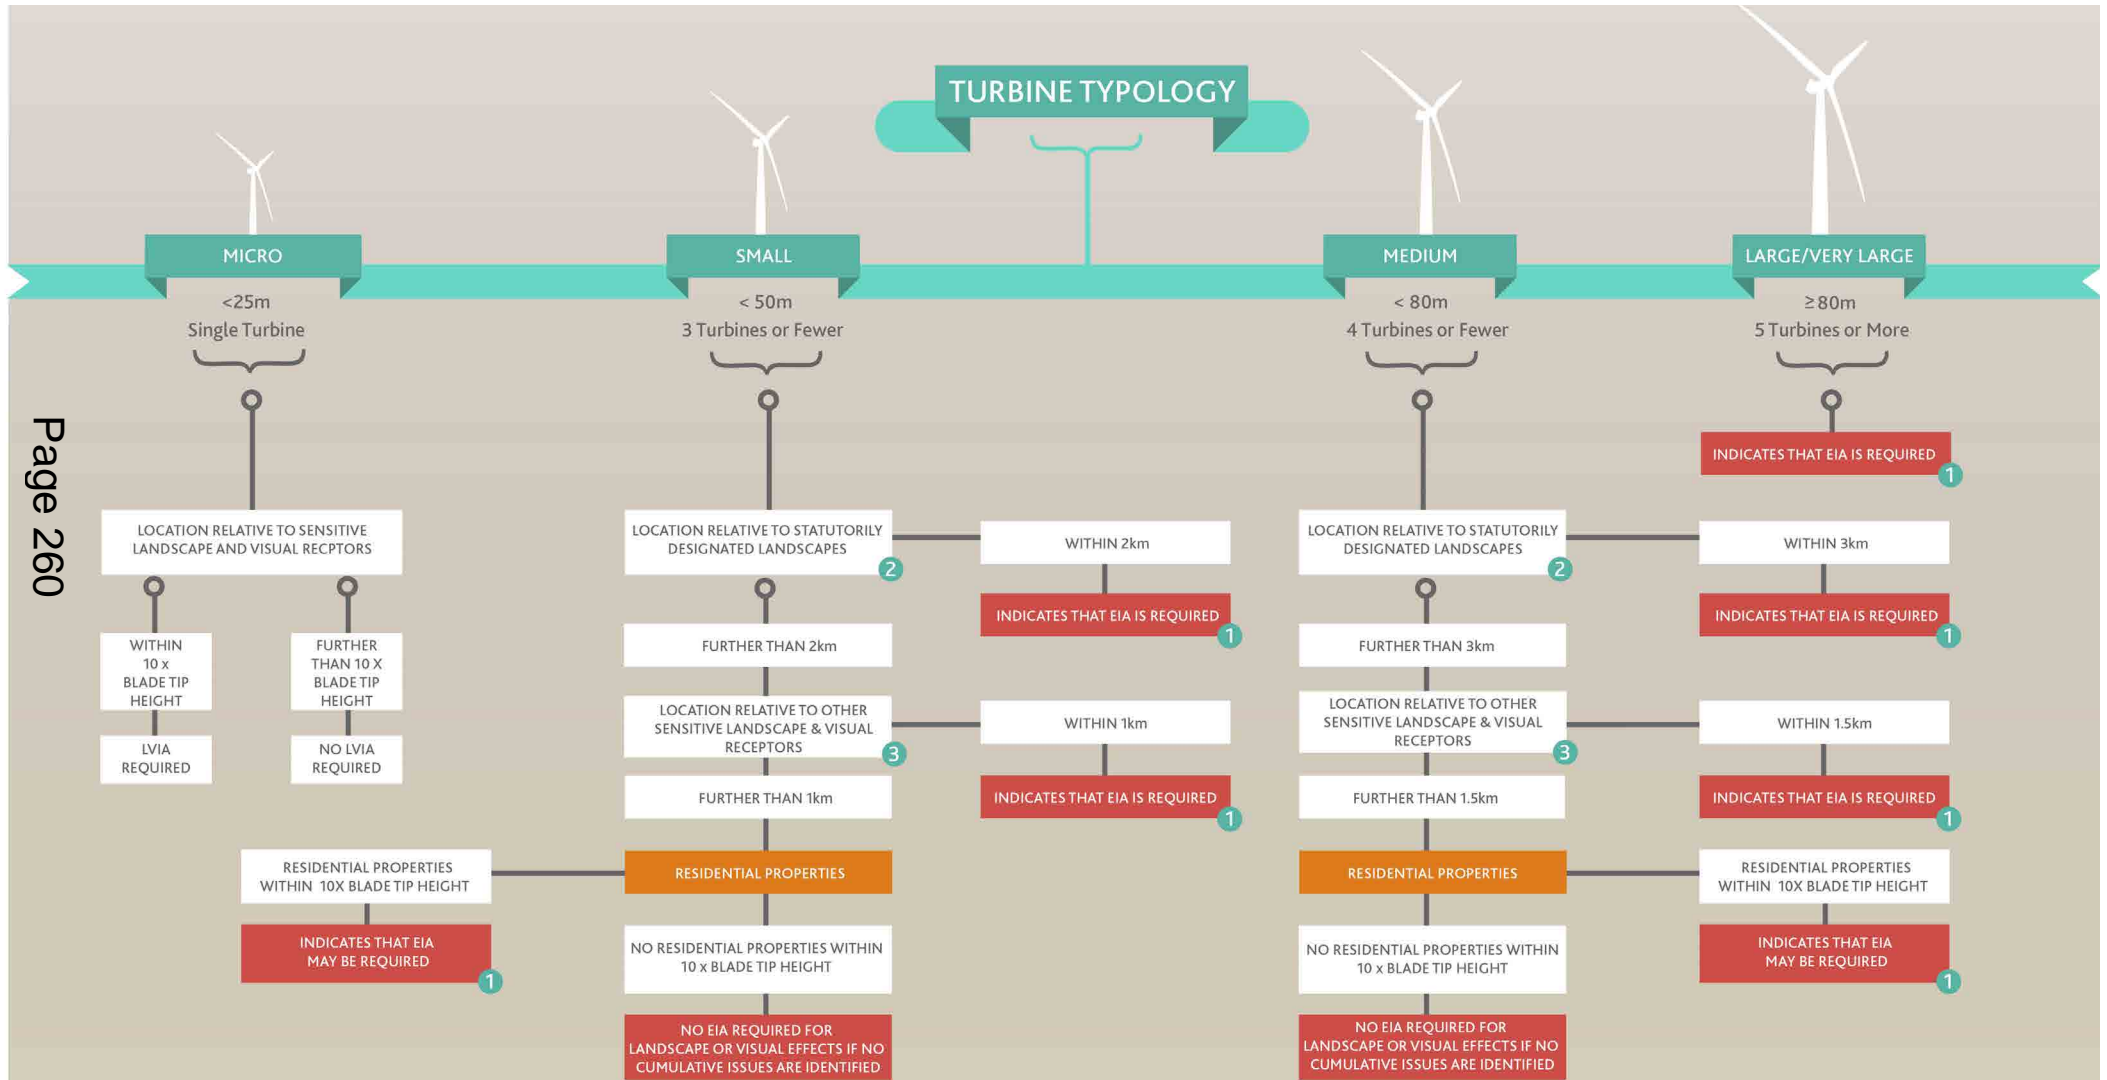 TURBINE TYPOLOGY
MICRO
<25m
Single Turbine
SMALL
< 50m
3 Turbines or Fewer
MEDIUM
< 80m
4 Turbines or Fewer
LARGE/VERY LARGE
≥80m
5 Turbines or More
Page 260
LOCATION RELATIVE TO SENSITIVE
LANDSCAPE AND VISUAL RECPTORS
WITHIN
10 x
BLADE TIP
HEIGHT
LVIA
REQUIRED
FURTHER
THAN 10 X
BLADE TIP
HEIGHT
NO LVIA
REQUIRED
LOCATION RELATIVE TO STATUTORILY
DESIGNATED LANDSCAPES
2
WITHIN 2km
INDICATES THAT EIA IS REQUIRED
1
FURTHER THAN 2km
LOCATION RELATIVE TO OTHER
SENSITIVE LANDSCAPE & VISUAL
RECEPTORS
3
WITHIN 1km
INDICATES THAT EIA IS REQUIRED
1
FURTHER THAN 1km
RESIDENTIAL PROPERTIES
RESIDENTIAL PROPERTIES
WITHIN 10X BLADE TIP HEIGHT
INDICATES THAT EIA
MAY BE REQUIRED
1
NO RESIDENTIAL PROPERTIES WITHIN
10 x BLADE TIP HEIGHT
NO EIA REQUIRED FOR
LANDSCAPE OR VISUAL EFFECTS IF NO
CUMULATIVE ISSUES ARE IDENTIFIED
LOCATION RELATIVE TO STATUTORILY
DESIGNATED LANDSCAPES
2
WITHIN 3km
INDICATES THAT EIA IS REQUIRED
1
FURTHER THAN 3km
LOCATION RELATIVE TO OTHER
SENSITIVE LANDSCAPE & VISUAL
RECEPTORS
3
WITHIN 1.5km
INDICATES THAT EIA IS REQUIRED
1
FURTHER THAN 1.5km
RESIDENTIAL PROPERTIES
RESIDENTIAL PROPERTIES
WITHIN 10X BLADE TIP HEIGHT
INDICATES THAT EIA
MAY BE REQUIRED
1
NO RESIDENTIAL PROPERTIES WITHIN
10 x BLADE TIP HEIGHT
NO EIA REQUIRED FOR
LANDSCAPE OR VISUAL EFFECTS IF NO
CUMULATIVE ISSUES ARE IDENTIFIED
INDICATES THAT EIA IS REQUIRED
1